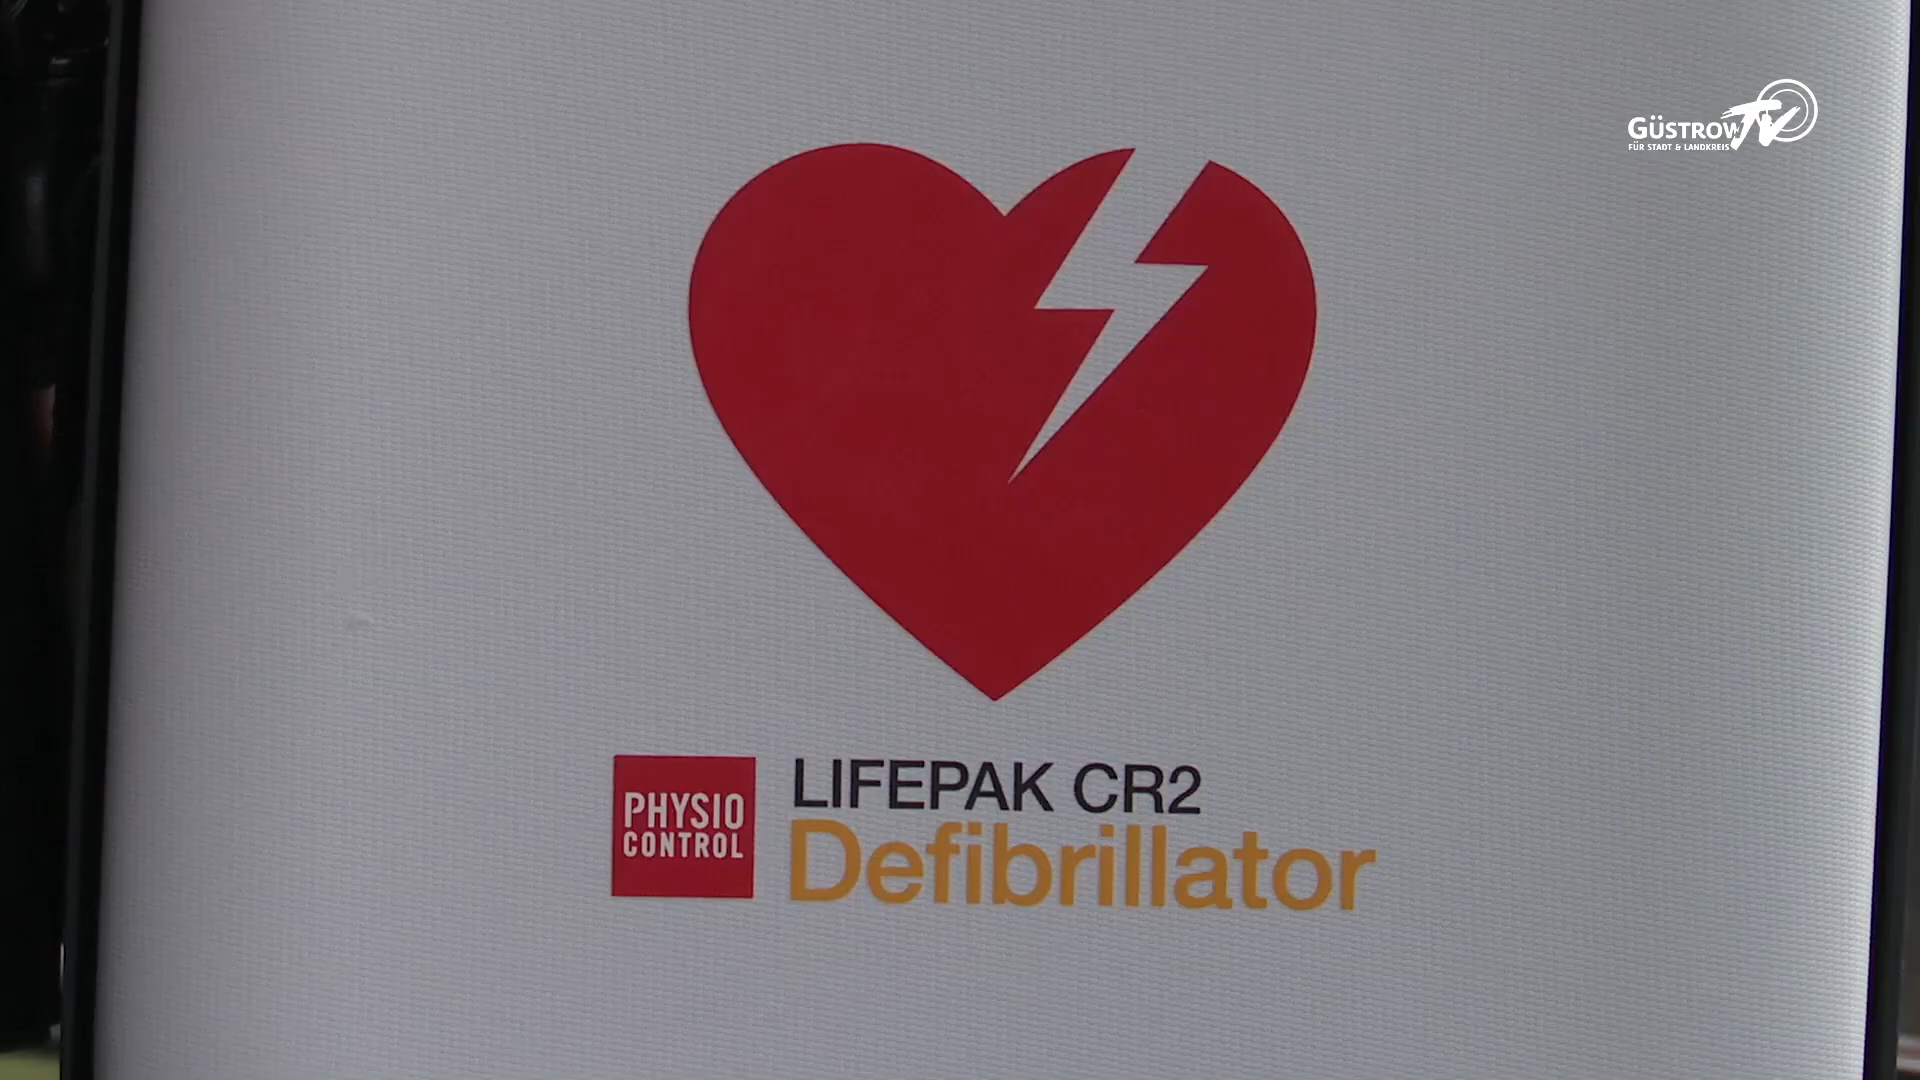 GÜSTROW TV
FÜR STADT & LANDKREIS
PHYSIO
CONTROL
LIFEPAK CR2
Defibrillator